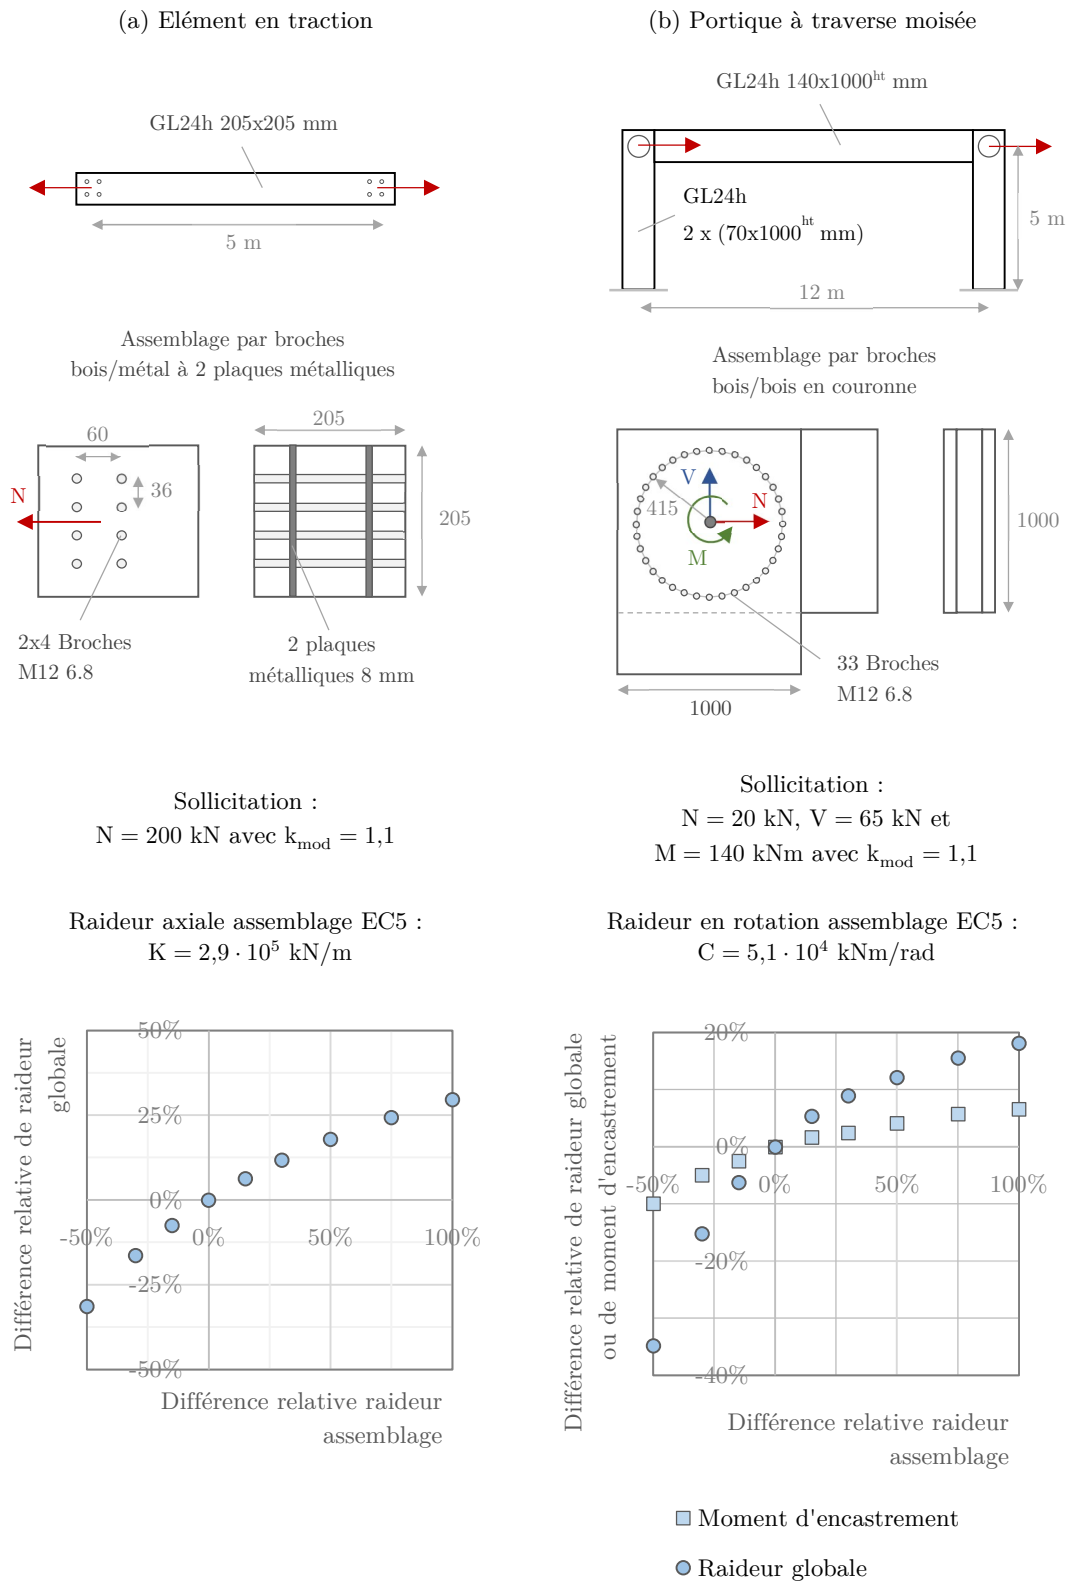 (a) Elément en traction
GL24h 205x205 mm
5 m
Assemblage par broches
bois/métal à 2 plaques métalliques
60
36
N
205
205
2x4 Broches
M12 6.8
2 plaques
métalliques 8 mm
Sollicitation :
N = 200 kN avec k_mod = 1,1
Raideur axiale assemblage EC5 :
K = 2,9 · 10⁵ kN/m
Différence relative de raideur
globale
50%
25%
0%
-25%
-50%
-50%
0%
50%
100%
Différence relative raideur
assemblage
(b) Portique à traverse moisée
GL24h 140x1000ʰᵗ mm
GL24h
2 x (70x1000ʰᵗ mm)
5 m
12 m
Assemblage par broches
bois/bois en couronne
V
N
415
M
1000
33 Broches
M12 6.8
1000
Sollicitation :
N = 20 kN, V = 65 kN et
M = 140 kNm avec k_mod = 1,1
Raideur en rotation assemblage EC5 :
C = 5,1 · 10⁴ kNm/rad
Différence relative de raideur globale
ou de moment d'encastrement
20%
0%
-20%
-40%
-50%
0%
50%
100%
Différence relative raideur
assemblage
Moment d'encastrement
Raideur globale